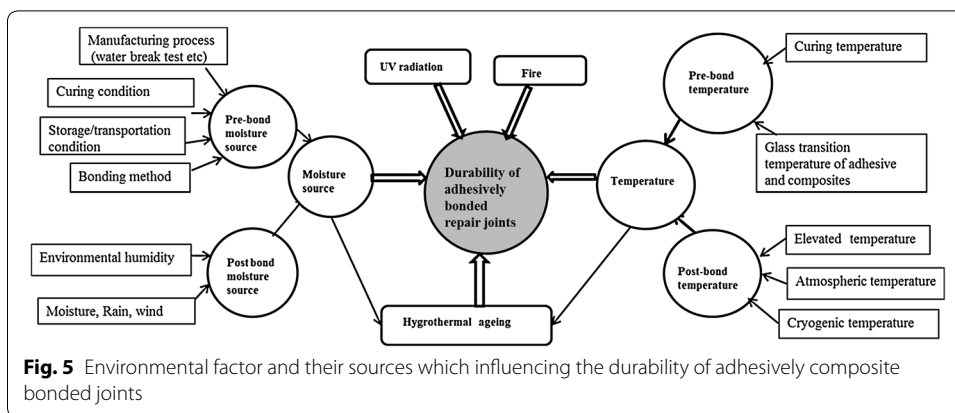 Manufacturing process
(water break test etc)
Curing condition
Storage/transportation
condition
Bonding method
Pre-bond
moisture
source
Environmental humidity
Moisture, Rain, wind
Post bond
moisture
source
Moisture
source
UV radiation
Fire
Durability of
adhesively
bonded
repair joints
Hygrothermal ageing
Temperature
Pre-bond
temperature
Curing temperature
Glass transition
temperature of adhesive
and composites
Post-bond
temperature
Elevated temperature
Atmospheric temperature
Cryogenic temperature
Fig. 5 Environmental factor and their sources which influencing the durability of adhesively composite
bonded joints